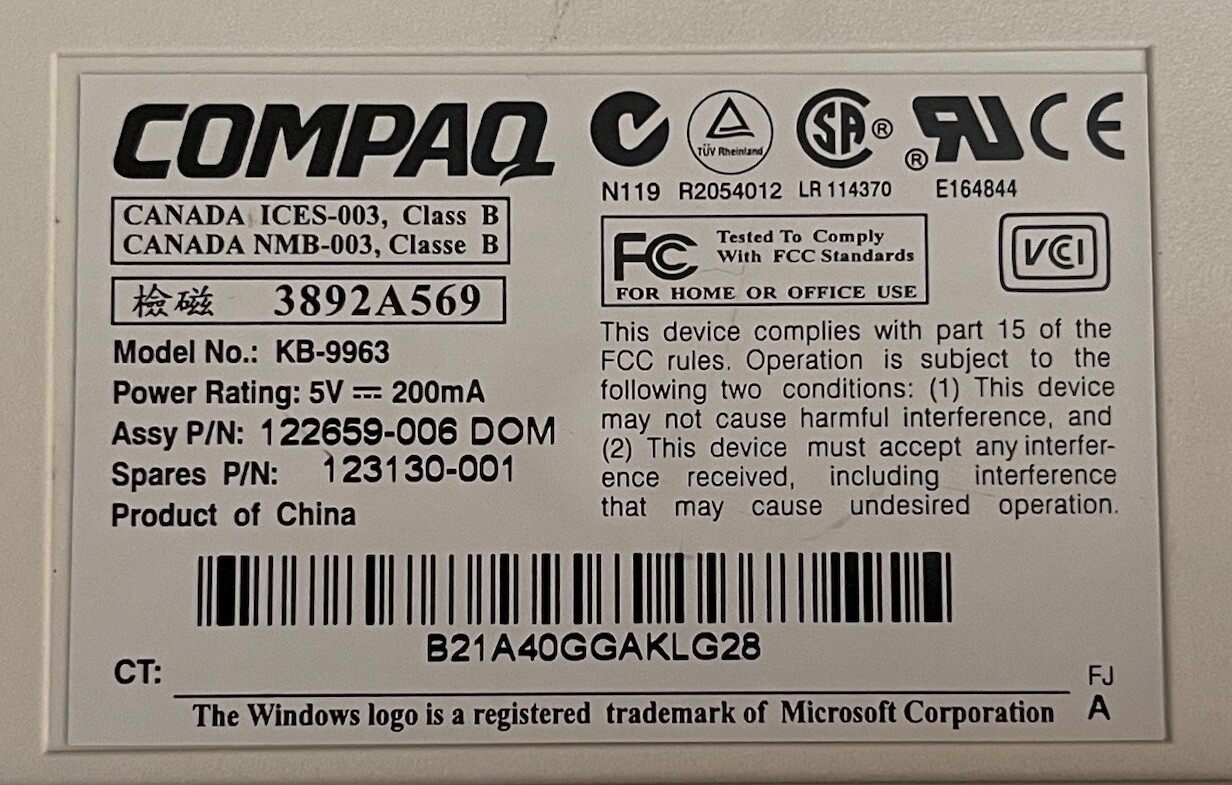 COMPAQ
TÜV Rheinland
SA ®
® RU CE
N119 R2054012 LR 114370 E164844
CANADA ICES-003, Class B
CANADA NMB-003, Classe B
FC Tested To Comply
With FCC Standards
FOR HOME OR OFFICE USE
VCCI
檢磁 3892A569
Model No.: KB-9963
Power Rating: 5V ⎓ 200mA
Assy P/N: 122659-006 DOM
Spares P/N: 123130-001
Product of China
This device complies with part 15 of the
FCC rules. Operation is subject to the
following two conditions: (1) This device
may not cause harmful interference, and
(2) This device must accept any interfer-
ence received, including interference
that may cause undesired operation.
B21A40GGAKLG28
CT:
FJ
A
The Windows logo is a registered trademark of Microsoft Corporation